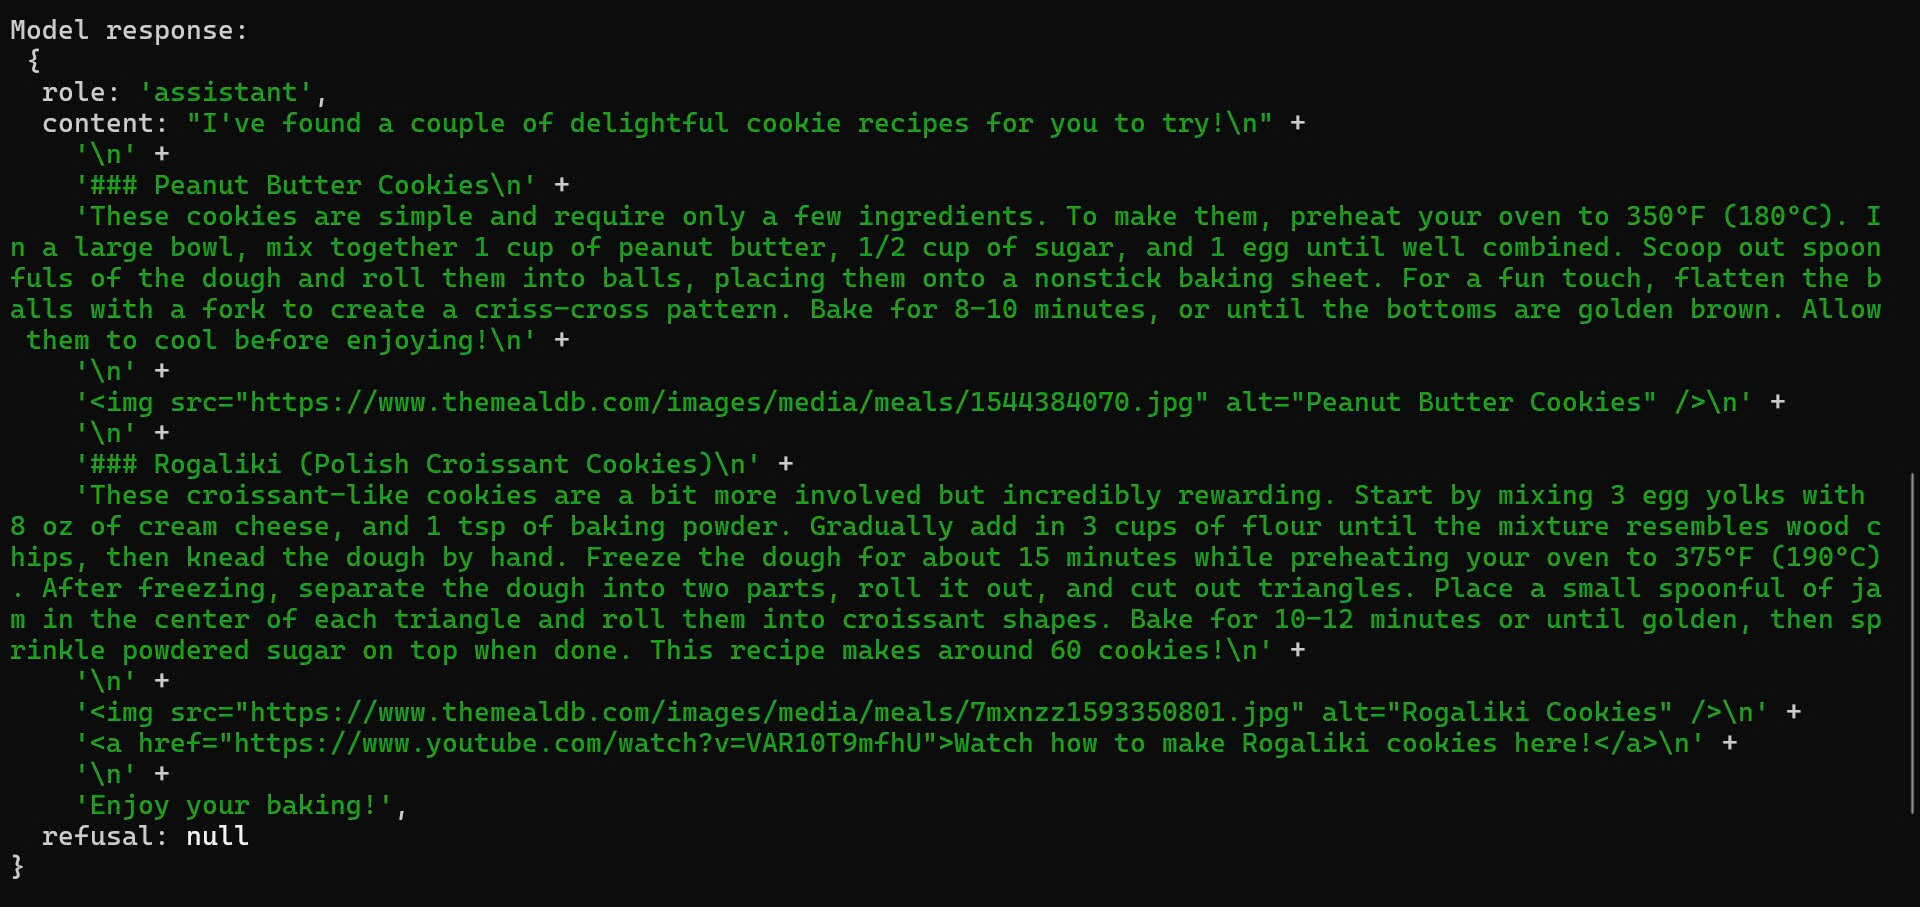 Model response:
{
role: 'assistant',
content: "I've found a couple of delightful cookie recipes for you to try!\n" +
'\n' +
'### Peanut Butter Cookies\n' +
'These cookies are simple and require only a few ingredients. To make them, preheat your oven to 350°F (180°C). I
n a large bowl, mix together 1 cup of peanut butter, 1/2 cup of sugar, and 1 egg until well combined. Scoop out spoon
fuls of the dough and roll them into balls, placing them onto a nonstick baking sheet. For a fun touch, flatten the b
alls with a fork to create a criss-cross pattern. Bake for 8-10 minutes, or until the bottoms are golden brown. Allow
them to cool before enjoying!\n' +
'\n' +
'<img src="https://www.themealdb.com/images/media/meals/1544384070.jpg" alt="Peanut Butter Cookies" />\n' +
'\n' +
'### Rogaliki (Polish Croissant Cookies)\n' +
'These croissant-like cookies are a bit more involved but incredibly rewarding. Start by mixing 3 egg yolks with
8 oz of cream cheese, and 1 tsp of baking powder. Gradually add in 3 cups of flour until the mixture resembles wood c
hips, then knead the dough by hand. Freeze the dough for about 15 minutes while preheating your oven to 375°F (190°C)
. After freezing, separate the dough into two parts, roll it out, and cut out triangles. Place a small spoonful of ja
m in the center of each triangle and roll them into croissant shapes. Bake for 10-12 minutes or until golden, then sp
rinkle powdered sugar on top when done. This recipe makes around 60 cookies!\n' +
'\n' +
'<img src="https://www.themealdb.com/images/media/meals/7mxnzz1593350801.jpg" alt="Rogaliki Cookies" />\n' +
'<a href="https://www.youtube.com/watch?v=VAR10T9mfhU">Watch how to make Rogaliki cookies here!</a>\n' +
'\n' +
'Enjoy your baking!',
refusal: null
}